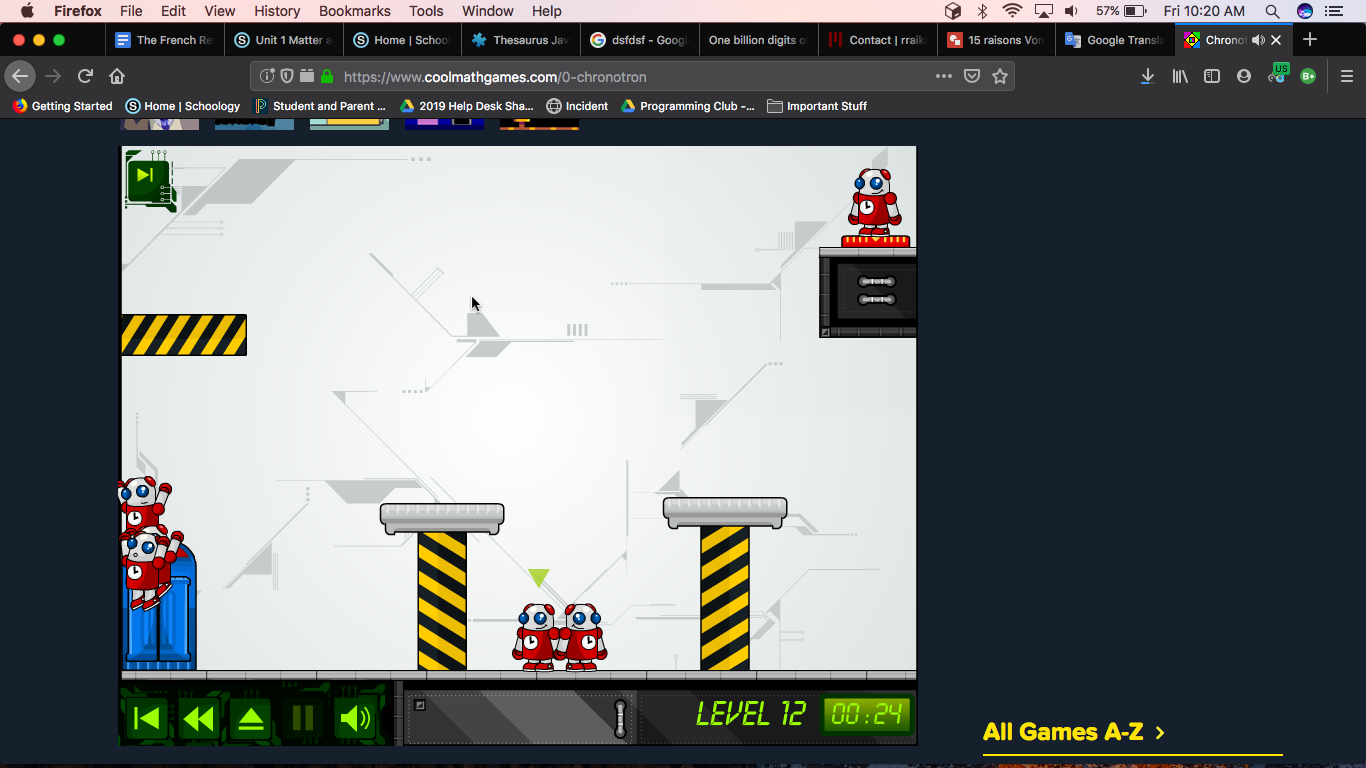 Firefox File Edit View History Bookmarks Tools Window Help 57% Fri 10:20 AM
The French Re S Unit 1 Matter a S Home | School Thesaurus Jav G dsfdsf - Googl One billion digits o Contact | rraik 15 raisons Vor Google Transla Chronot
https://www.coolmathgames.com/0-chronotron US B+
Getting Started S Home | Schoology Student and Parent ... 2019 Help Desk Sha... Incident Programming Club -... Important Stuff
LEVEL 12 00:24
All Games A-Z >